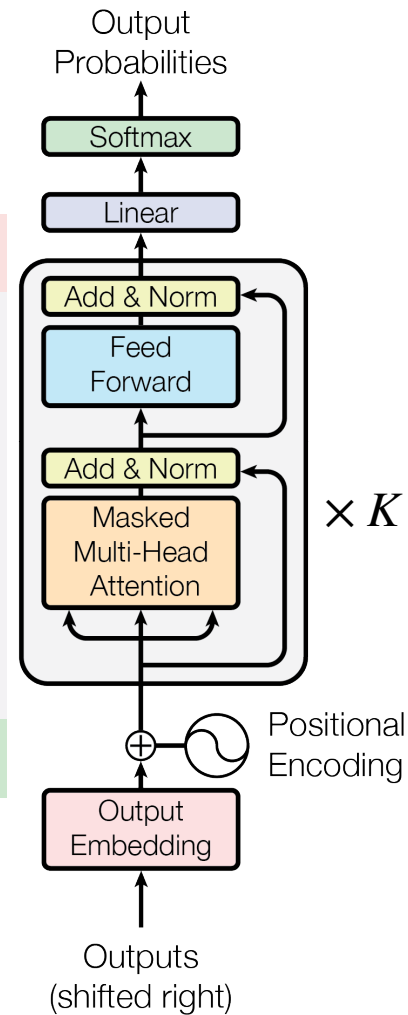 Output
Probabilities
Softmax
Linear
Add & Norm
Feed
Forward
Add & Norm
Masked
Multi-Head
Attention
× K
Positional
Encoding
Output
Embedding
Outputs
(shifted right)